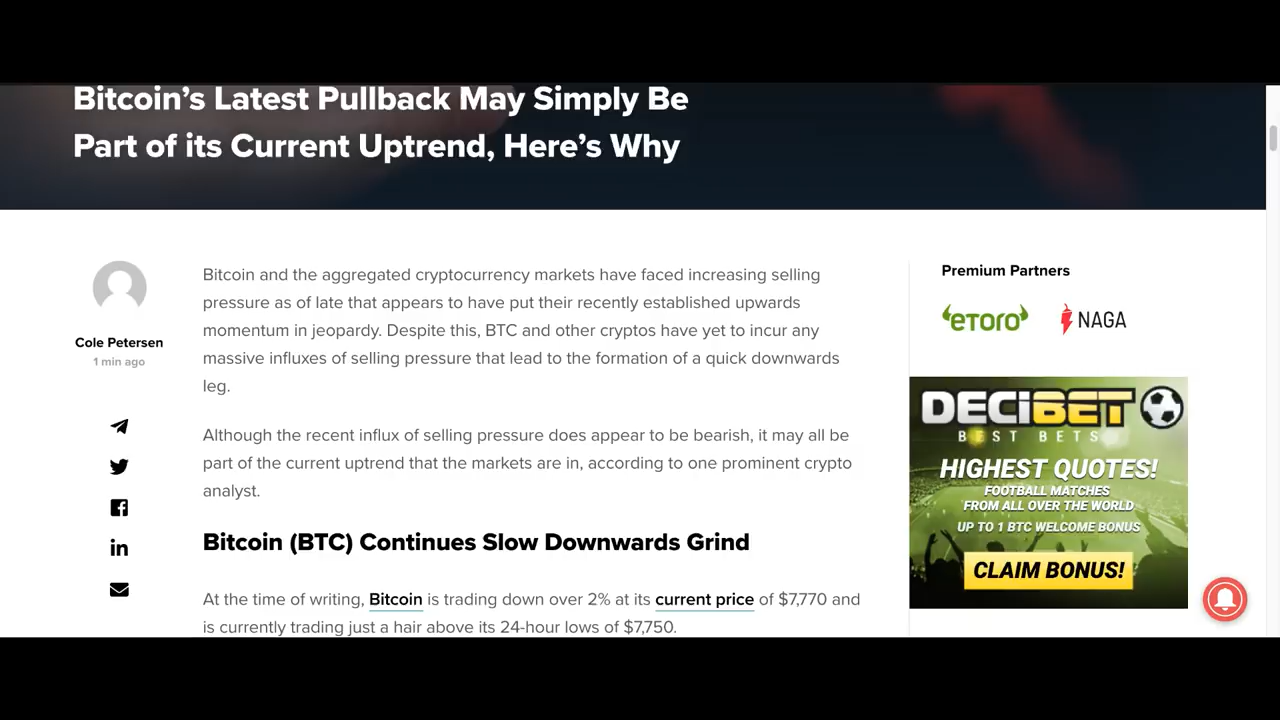 Bitcoin’s Latest Pullback May Simply Be
Part of its Current Uptrend, Here’s Why
Cole Petersen
1 min ago
Bitcoin and the aggregated cryptocurrency markets have faced increasing selling
pressure as of late that appears to have put their recently established upwards
momentum in jeopardy. Despite this, BTC and other cryptos have yet to incur any
massive influxes of selling pressure that lead to the formation of a quick downwards
leg.
Although the recent influx of selling pressure does appear to be bearish, it may all be
part of the current uptrend that the markets are in, according to one prominent crypto
analyst.
Bitcoin (BTC) Continues Slow Downwards Grind
At the time of writing, Bitcoin is trading down over 2% at its current price of $7,770 and
is currently trading just a hair above its 24-hour lows of $7,750.
Premium Partners
eToro
NAGA
DECIBET
BEST BETS
HIGHEST QUOTES!
FOOTBALL MATCHES
FROM ALL OVER THE WORLD
UP TO 1 BTC WELCOME BONUS
CLAIM BONUS!